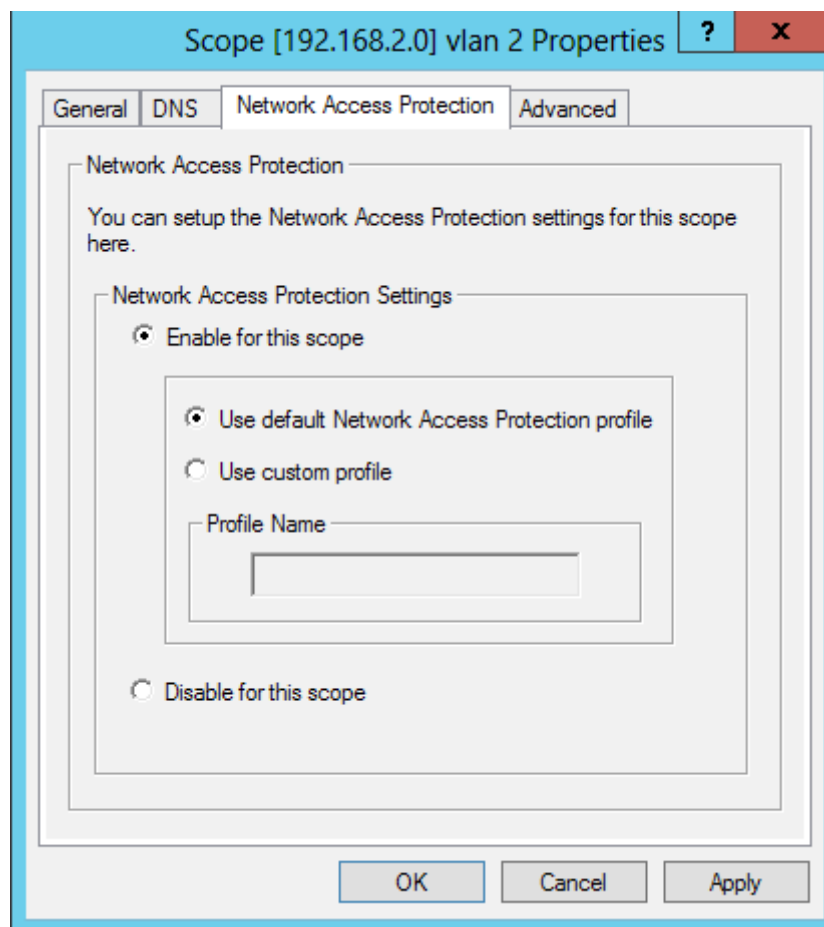 Scope [192.168.2.0] vlan 2 Properties ? x
General DNS Network Access Protection Advanced
Network Access Protection
You can setup the Network Access Protection settings for this scope
here.
Network Access Protection Settings
Enable for this scope
Use default Network Access Protection profile
Use custom profile
Profile Name
Disable for this scope
OK Cancel Apply